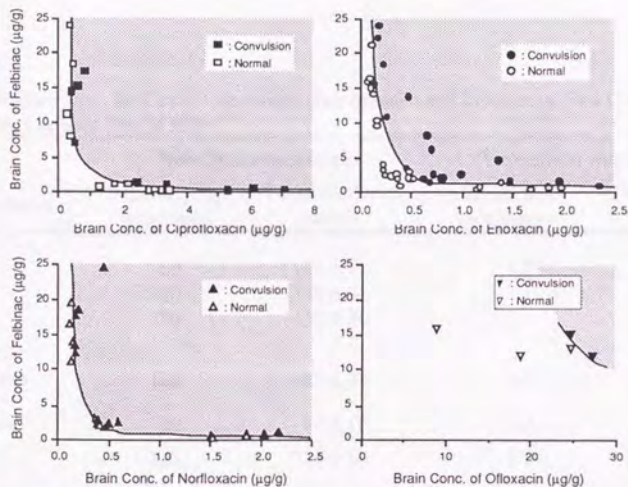 Brain Conc. of Felbinac (µg/g)
25
20
15
10
5
0
: Convulsion
: Normal
0 2 4 6 8
Brain Conc. of Ciprofloxacin (µg/g)
25
20
15
10
5
0
: Convulsion
: Normal
0.0 0.5 1.0 1.5 2.0 2.5
Brain Conc. of Enoxacin (µg/g)
Brain Conc. of Felbinac (µg/g)
25
20
15
10
5
0
: Convulsion
: Normal
0.0 0.5 1.0 1.5 2.0 2.5
Brain Conc. of Norfloxacin (µg/g)
25
20
15
10
5
0
: Convulsion
: Normal
0 10 20 30
Brain Conc. of Ofloxacin (µg/g)